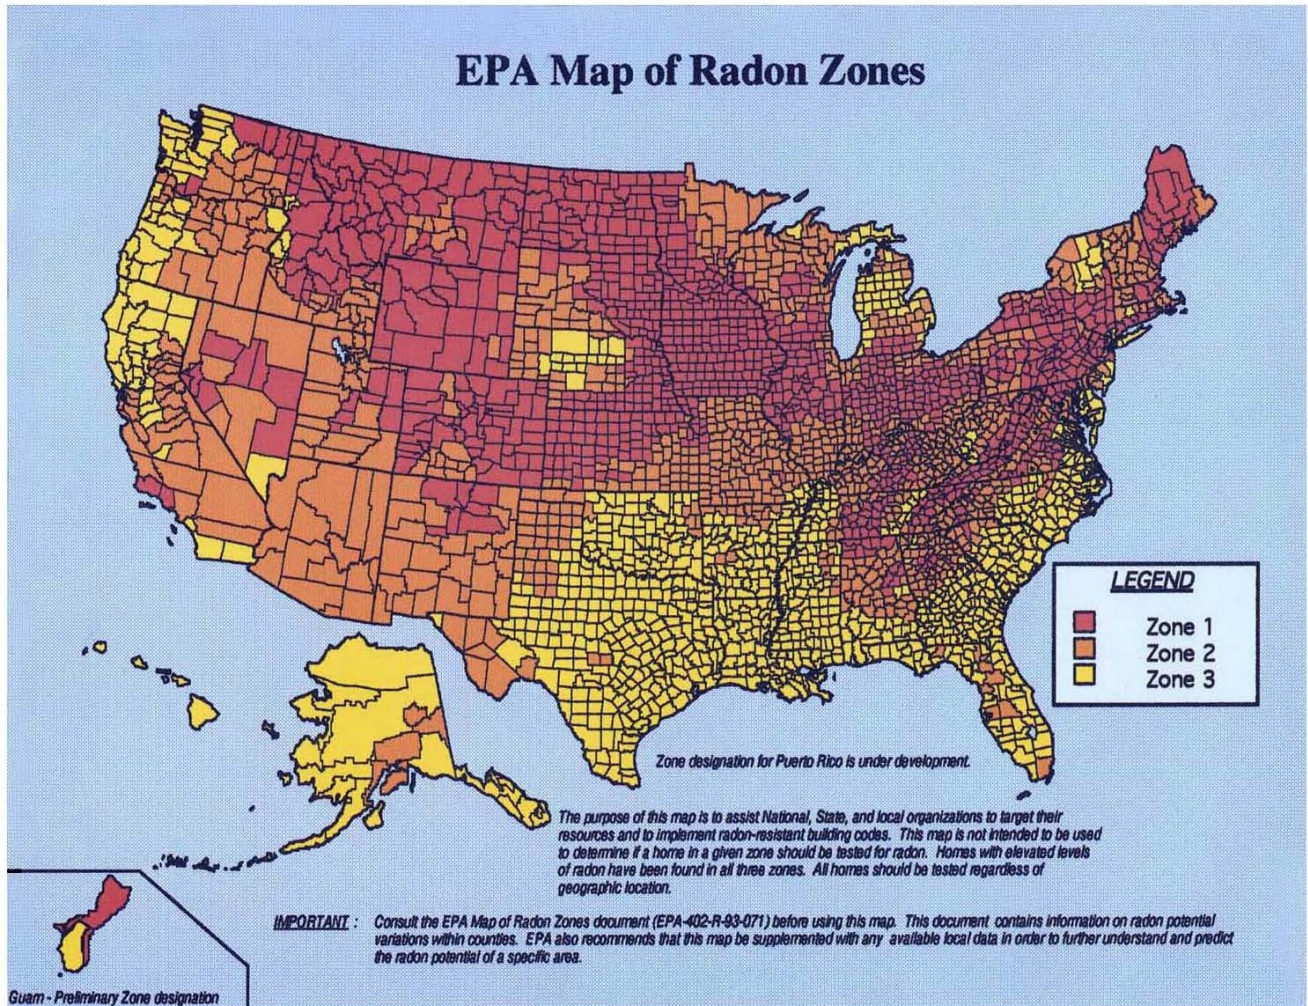 EPA Map of Radon Zones
LEGEND
Zone 1
Zone 2
Zone 3
Zone designation for Puerto Rico is under development.
The purpose of this map is to assist National, State, and local organizations to target their
resources and to implement radon-resistant building codes. This map is not intended to be used
to determine if a home in a given zone should be tested for radon. Homes with elevated levels
of radon have been found in all three zones. All homes should be tested regardless of
geographic location.
IMPORTANT : Consult the EPA Map of Radon Zones document (EPA-402-R-93-071) before using this map. This document contains information on radon potential
variations within counties. EPA also recommends that this map be supplemented with any available local data in order to further understand and predict
the radon potential of a specific area.
Guam - Preliminary Zone designation